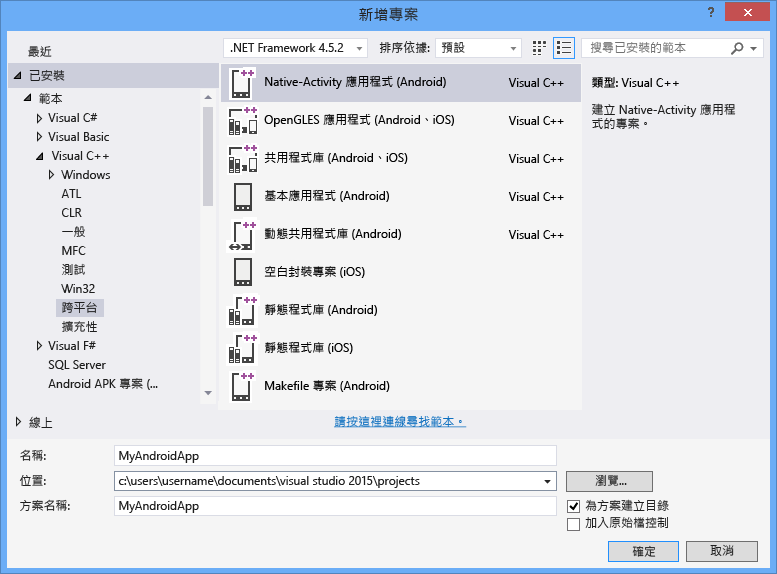 新增專案
?
最近
.NET Framework 4.5.2
排序依據:
預設
搜尋已安裝的範本
已安裝
範本
Visual C#
Visual Basic
Visual C++
Windows
ATL
CLR
一般
MFC
測試
Win32
跨平台
擴充性
Visual F#
SQL Server
Android APK 專案 (...
線上
Native-Activity 應用程式 (Android) Visual C++
OpenGLES 應用程式 (Android、iOS) Visual C++
共用程式庫 (Android、iOS) Visual C++
基本應用程式 (Android) Visual C++
動態共用程式庫 (Android) Visual C++
空白封裝專案 (iOS)
靜態程式庫 (Android)
靜態程式庫 (iOS)
Makefile 專案 (Android)
請按這裡連線尋找範本。
類型: Visual C++
建立 Native-Activity 應用程
式的專案。
名稱: MyAndroidApp
位置: c:\users\username\documents\visual studio 2015\projects
瀏覽...
方案名稱: MyAndroidApp
為方案建立目錄
加入原始檔控制
確定
取消